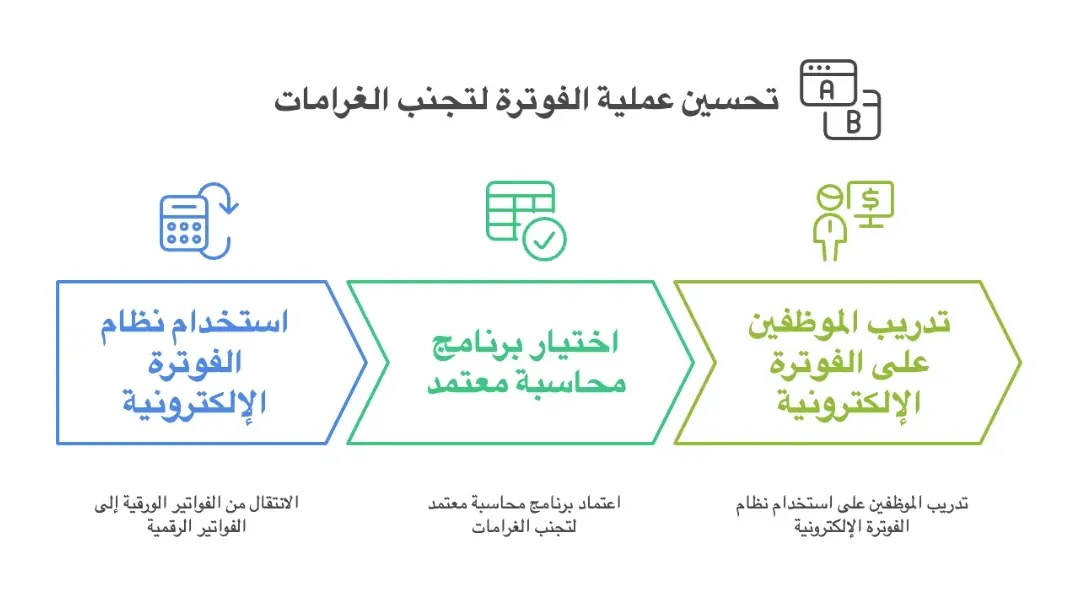 تحسين عملية الفوترة لتجنب الغرامات
A
B
$
استخدام نظام
الفوترة
الإلكترونية
الانتقال من الفواتير الورقية إلى
الفواتير الرقمية
اختيار برنامج
محاسبة معتمد
اعتماد برنامج محاسبة معتمد
لتجنب الغرامات
تدريب الموظفين
على الفوترة
الإلكترونية
تدريب الموظفين على استخدام نظام
الفوترة الإلكترونية